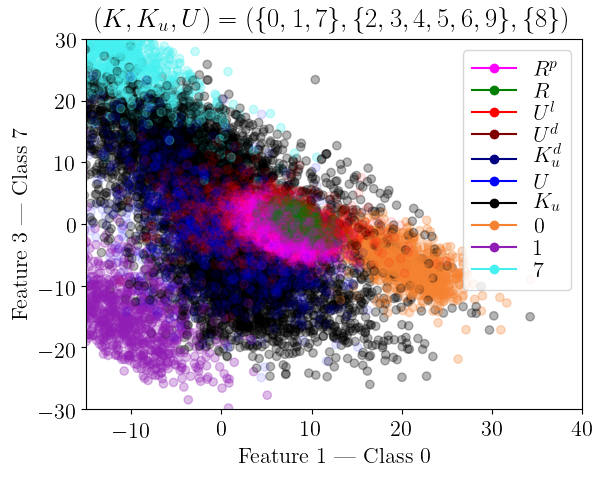 (K, K_u, U) = ({0, 1, 7}, {2, 3, 4, 5, 6, 9}, {8})
30
20
10
0
−10
−20
−30
Feature 3 — Class 7
R^p
R
U^l
U^d
K_u^d
U
K_u
0
1
7
−10
0
10
20
30
40
Feature 1 — Class 0